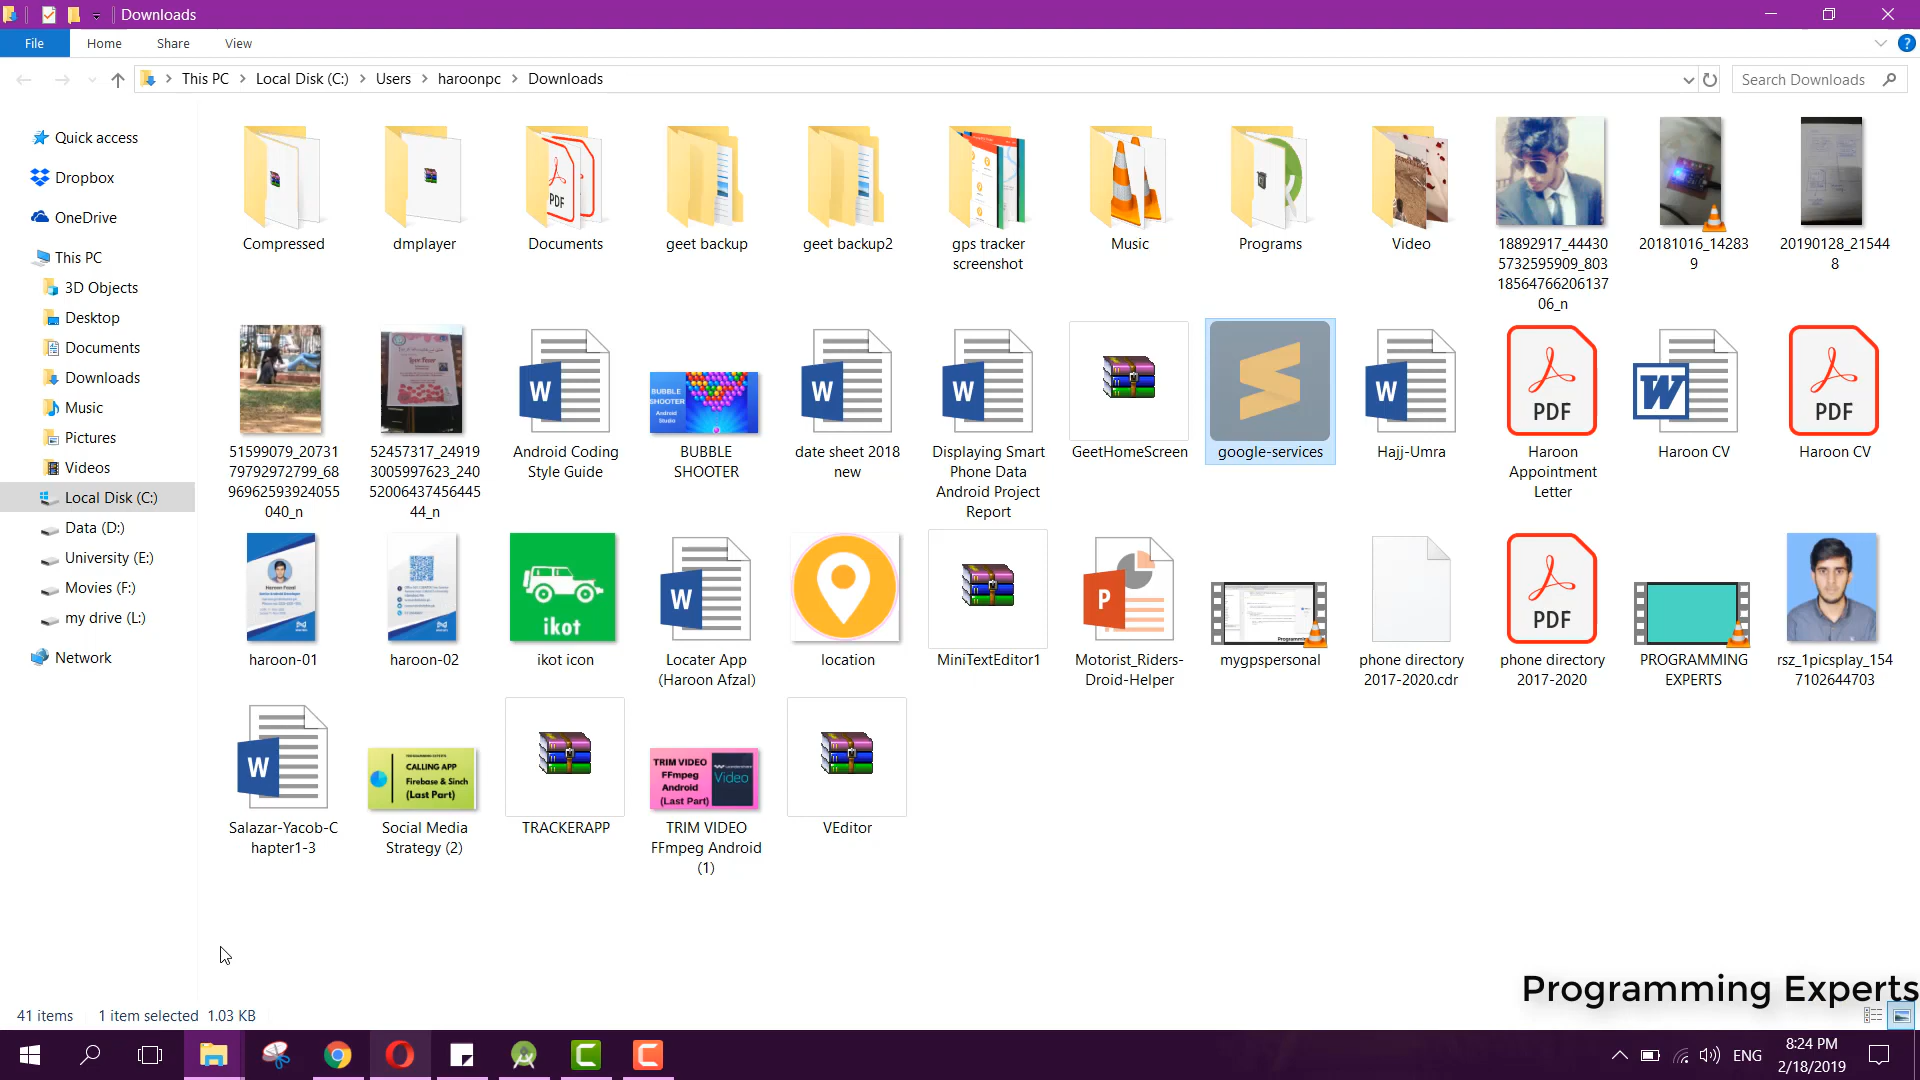 Downloads
File Home Share View
This PC Local Disk (C:) Users haroonpc Downloads
Search Downloads
Quick access
Dropbox
OneDrive
This PC
3D Objects
Desktop
Documents
Downloads
Music
Pictures
Videos
Local Disk (C:)
Data (D:)
University (E:)
Movies (F:)
my drive (L:)
Network
Compressed
dmplayer
PDF
Documents
geet backup
geet backup2
gps tracker
screenshot
Music
Programs
Video
18892917_44430
5732595909_803
18564766206137
06_n
20181016_14283
9
20190128_21544
8
51599079_20731
79792972799_68
96962593924055
040_n
52457317_24919
3005997623_240
52006437456445
44_n
W
Android Coding
Style Guide
BUBBLE
SHOOTER
Android
Studio
BUBBLE
SHOOTER
W
date sheet 2018
new
W
Displaying Smart
Phone Data
Android Project
Report
GeetHomeScreen
google-services
W
Hajj-Umra
PDF
Haroon
Appointment
Letter
W
Haroon CV
PDF
Haroon CV
haroon-01
haroon-02
ikot
ikot icon
W
Locater App
(Haroon Afzal)
location
MiniTextEditor1
P
Motorist_Riders-
Droid-Helper
mygpspersonal
phone directory
2017-2020.cdr
PDF
phone directory
2017-2020
PROGRAMMING
EXPERTS
rsz_1picsplay_154
7102644703
W
Salazar-Yacob-C
hapter1-3
CALLING APP
Firebase & Sinch
(Last Part)
Social Media
Strategy (2)
TRACKERAPP
TRIM VIDEO
FFmpeg
Android
(Last Part)
Video
TRIM VIDEO
FFmpeg Android
(1)
VEditor
Programming Experts
41 items 1 item selected 1.03 KB
ENG
8:24 PM
2/18/2019